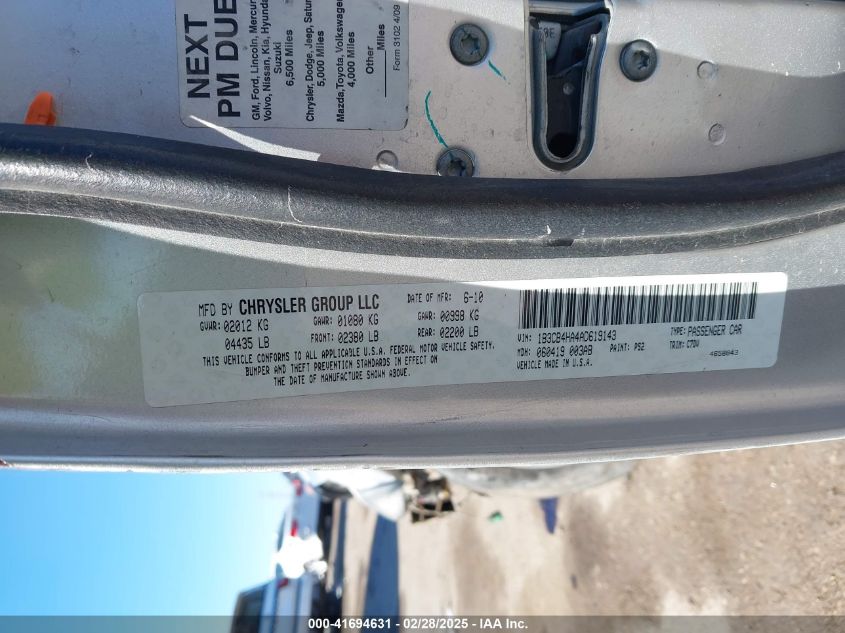 NEXT
PM DUE
GM, Ford, Lincoln, Mercury
Volvo, Nissan, Kia, Hyundai
Suzuki
6,500 Miles
Chrysler, Dodge, Jeep, Saturn
5,000 Miles
Mazda, Toyota, Volkswagen
4,000 Miles
Other
Miles
Form 3102 4/09
MFD BY CHRYSLER GROUP LLC
DATE OF MFR: 6-10
GVWR: 02012 KG
GAWR: 01080 KG
GAWR: 00998 KG
04435 LB
FRONT: 02380 LB
REAR: 02200 LB
THIS VEHICLE CONFORMS TO ALL APPLICABLE U.S.A. FEDERAL MOTOR VEHICLE SAFETY,
BUMPER AND THEFT PREVENTION STANDARDS IN EFFECT ON
THE DATE OF MANUFACTURE SHOWN ABOVE.
VIN: 1B3CB4HA4AD619143
TYPE: PASSENGER CAR
MDH: 060419 003AB
PAINT: PS2
TRIM: C7DV
VEHICLE MADE IN U.S.A.
4658843
000-41694631 - 02/28/2025 - IAA Inc.